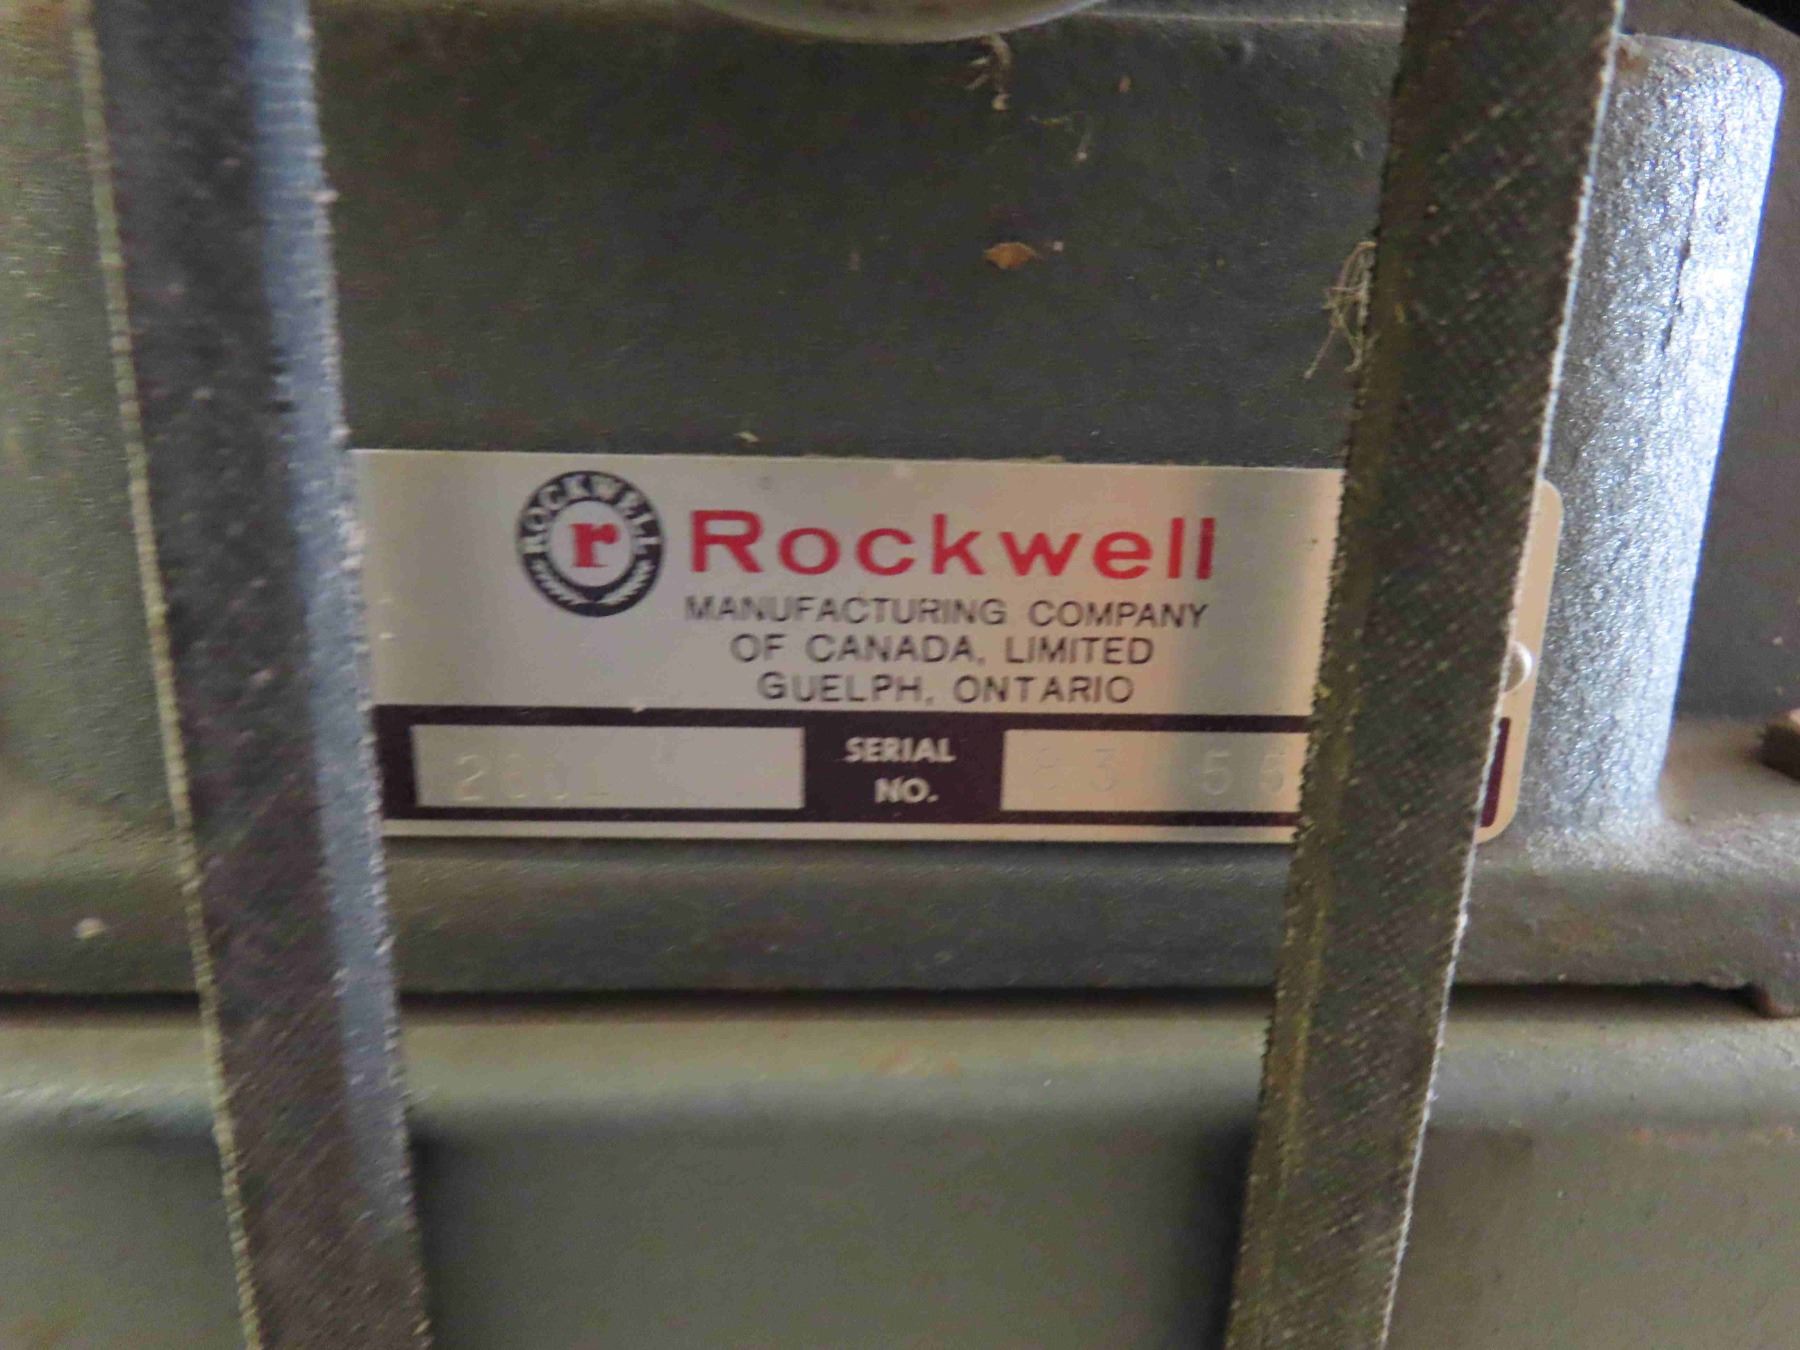 ROCKWELL
r
Rockwell
MANUFACTURING COMPANY
OF CANADA, LIMITED
GUELPH, ONTARIO
SERIAL
NO.